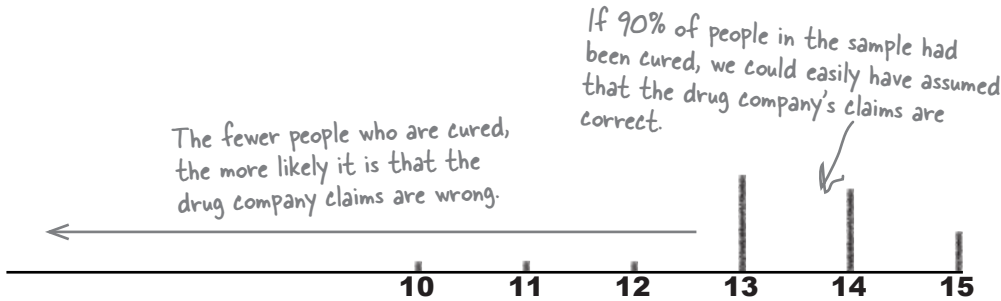 If 90% of people in the sample had
been cured, we could easily have assumed
that the drug company's claims are
correct.
The fewer people who are cured,
the more likely it is that the
drug company claims are wrong.
10 11 12 13 14 15